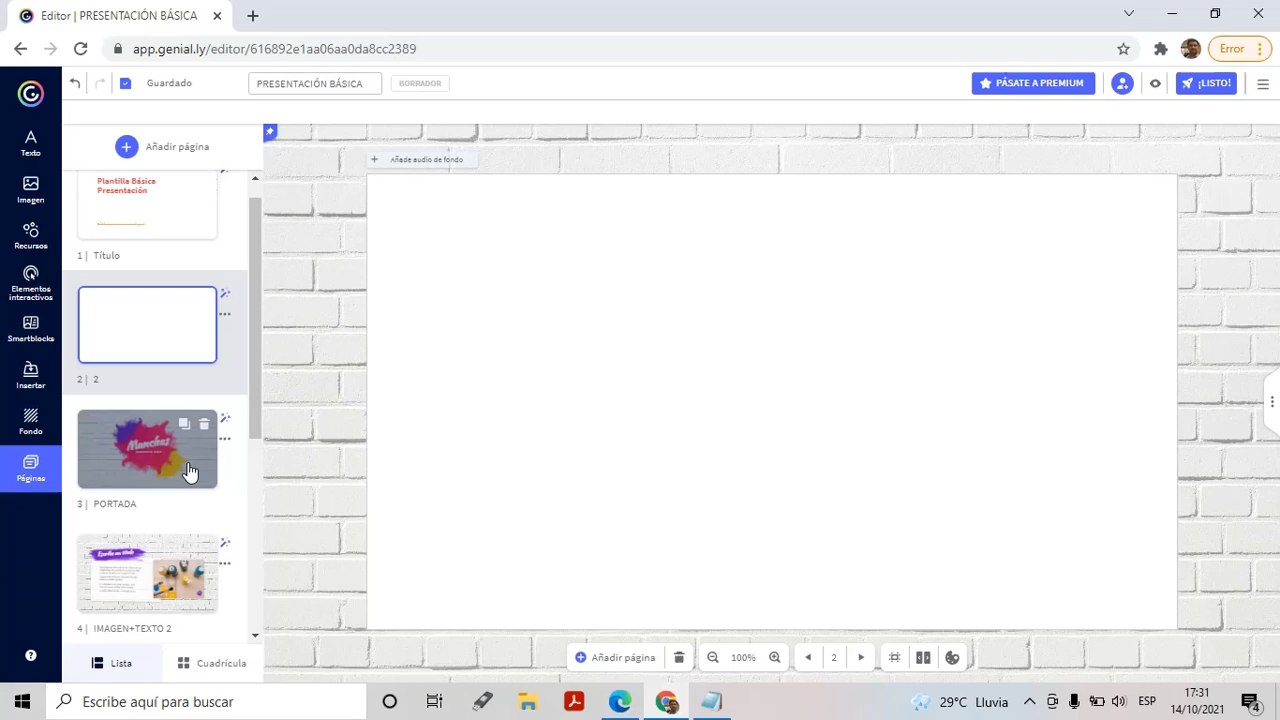 Editor | PRESENTACIÓN BÁSICA
app.genial.ly/editor/616892e1aa06aa0da8cc2389
Error
Guardado
PRESENTACIÓN BÁSICA
BORRADOR
PÁSATE A PREMIUM
¡LISTO!
Texto
Imagen
Recursos
Elementos
interactivos
Smartblocks
Insertar
Fondo
Páginas
Añadir página
Plantilla Básica
Presentación
1 | Título
2 | 2
Manchas
3 | PORTADA
4 | IMAGEN+TEXTO 2
Lista
Cuadrícula
Añade audio de fondo
Añadir página
100%
2
Escribe aquí para buscar
29°C Lluvia
ESP
17:31
14/10/2021
4